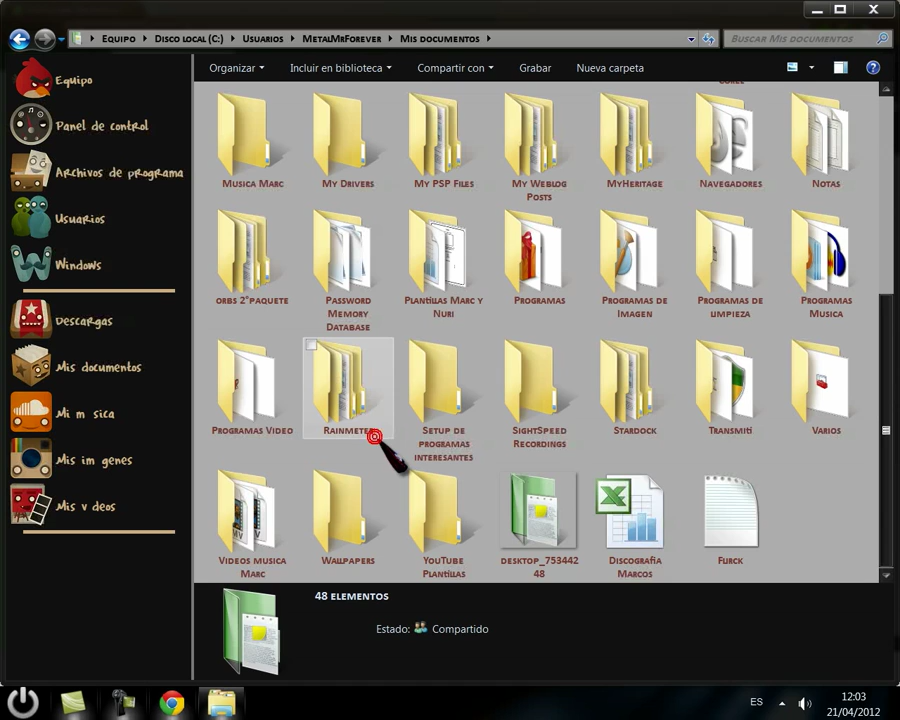 Equipo ▸ Disco local (C:) ▸ Usuarios ▸ MetalMrForever ▸ Mis documentos ▸
Buscar Mis documentos
Organizar
Incluir en biblioteca
Compartir con
Grabar
Nueva carpeta
Equipo
Panel de control
Archivos de programa
Usuarios
Windows
Descargas
Mis documentos
Mi m sica
Mis im genes
Mis v deos
Musica Marc
My Drivers
My PSP Files
My Weblog
Posts
MyHeritage
Navegadores
Notas
orbs 2°paquete
Password
Memory
Database
Plantillas Marc y
Nuri
Programas
Programas de
Imagen
Programas de
limpieza
Programas
Musica
Programas Video
Rainmeter
Setup de
programas
interesantes
SightSpeed
Recordings
Stardock
Transmiti
Varios
Videos musica
Marc
Wallpapers
YouTube
Plantillas
desktop_753442
48
Discografia
Marcos
Flirck
48 elementos
Estado: Compartido
ES
12:03
21/04/2012